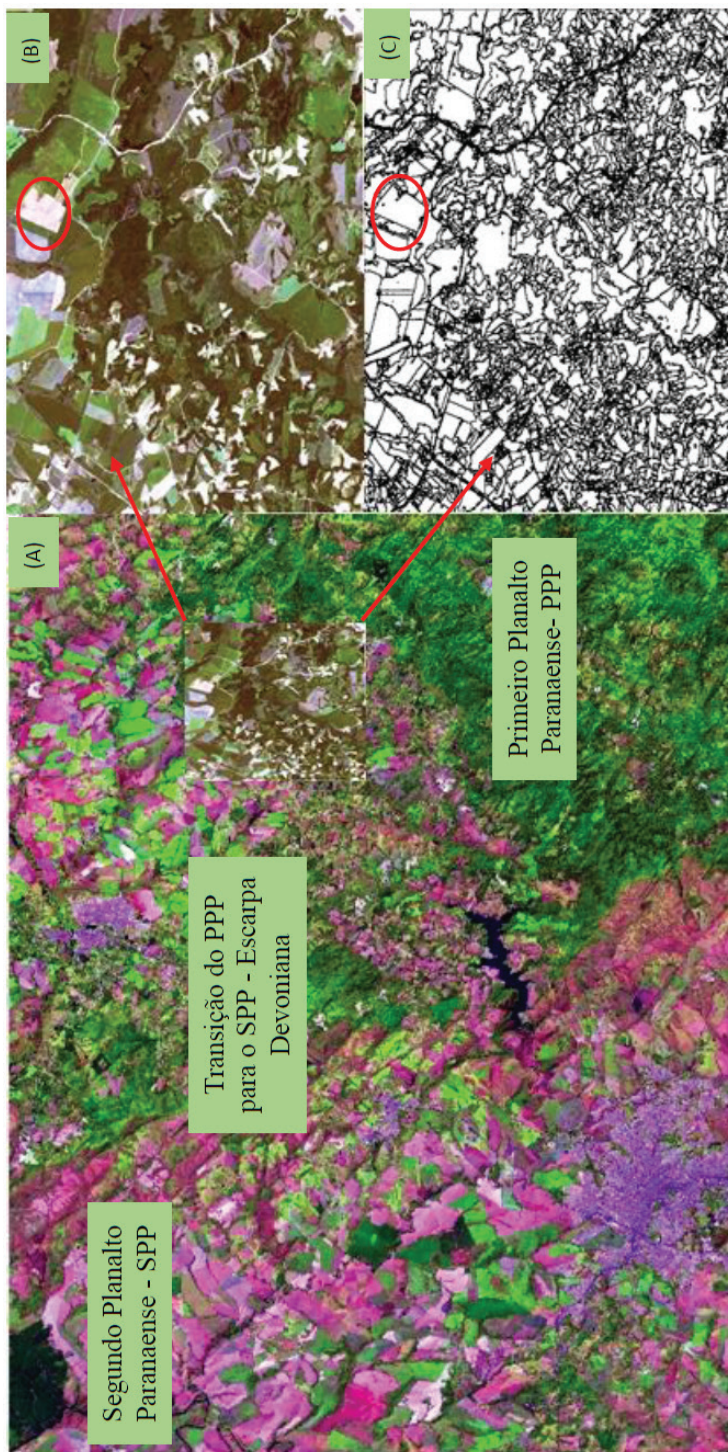 Segundo Planalto
Paranaense - SPP
Transição do PPP
para o SPP - Escarpa
Devoniana
(A)
Primeiro Planalto
Paranaense- PPP
(B)
(C)